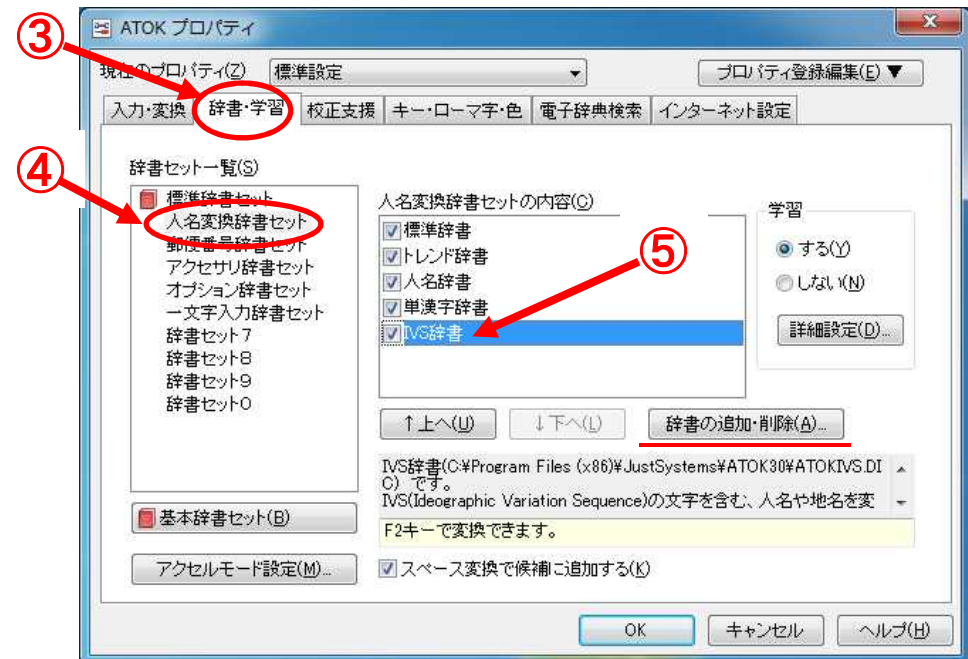 ③
ATOK プロパティ
現在のプロパティ(Z) 標準設定 プロパティ登録編集(E) ▼
入力・変換 辞書・学習 校正支援 キー・ローマ字・色 電子辞典検索 インターネット設定
④
辞書セット一覧(S)
標準辞書セット
人名変換辞書セット
郵便番号辞書セット
アクセサリ辞書セット
オプション辞書セット
一文字入力辞書セット
辞書セット7
辞書セット8
辞書セット9
辞書セット0
基本辞書セット(B)
アクセルモード設定(M)...
人名変換辞書セットの内容(C)
標準辞書
トレンド辞書
人名辞書
単漢字辞書
IVS辞書
⑤
↑上へ(U) ↓下へ(L) 辞書の追加・削除(A)...
IVS辞書(C:¥Program Files (x86)¥JustSystems¥ATOK30¥ATOKIVS.DI
C) です。
IVS(Ideographic Variation Sequence)の文字を含む、人名や地名を変
F2キーで変換できます。
スペース変換で候補に追加する(K)
学習
する(Y)
しない(N)
詳細設定(D)...
OK キャンセル ヘルプ(H)